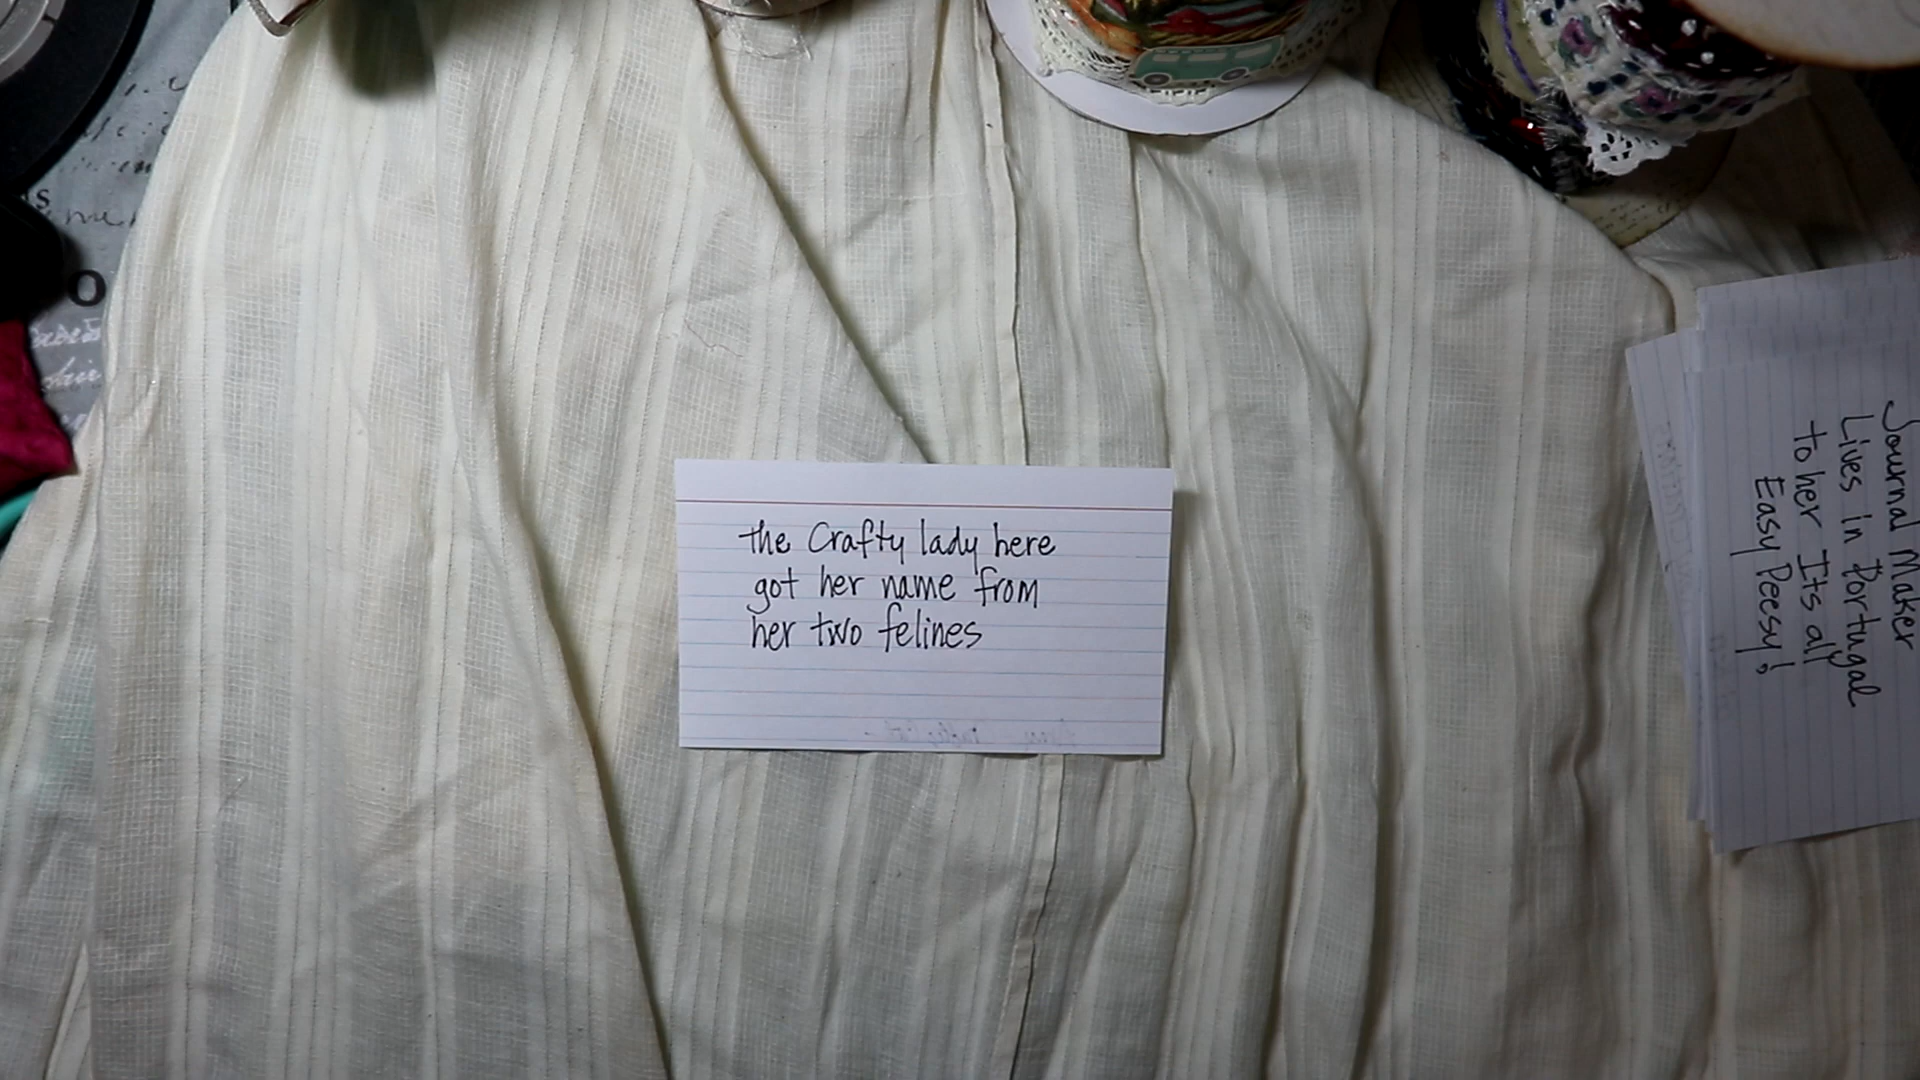 the Crafty lady here
got her name from
her two felines
Journal Maker
Lives in Portugal
to her Its all
Easy Peesy!